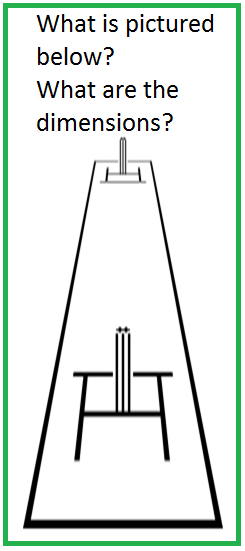 What is pictured
below?
What are the
dimensions?